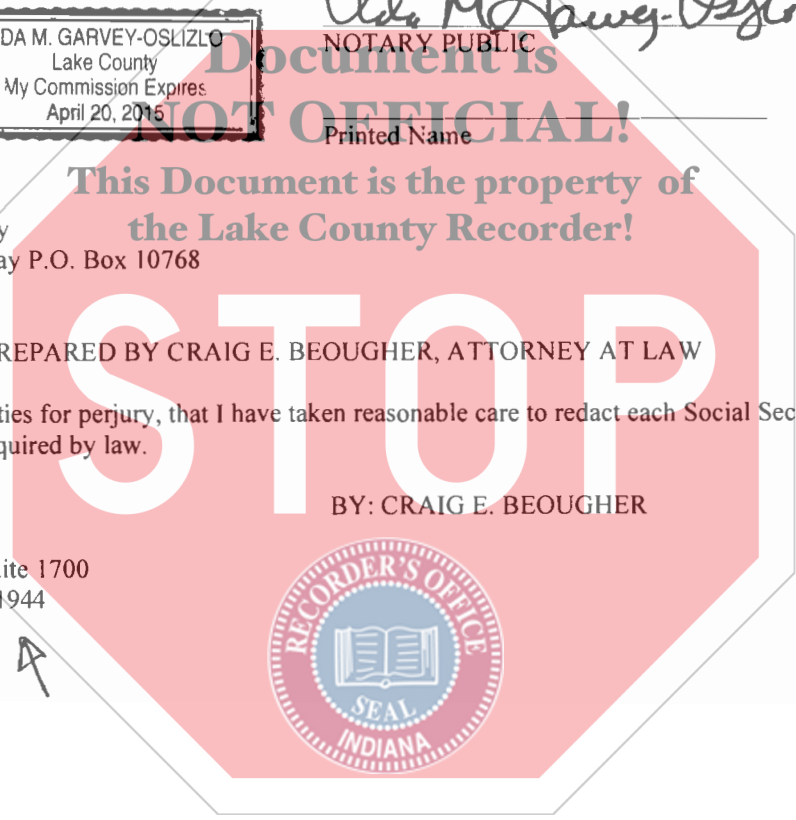 DA M. GARVEY-OSLIZLO
Lake County
My Commission Expires
April 20, 2015
NOTARY PUBLIC
Printed Name
Document is
NOT OFFICIAL!
This Document is the property of
the Lake County Recorder!
y
ay P.O. Box 10768
STOP
REPARED BY CRAIG E. BEOUGHER, ATTORNEY AT LAW
ties for perjury, that I have taken reasonable care to redact each Social Sec
quired by law.
BY: CRAIG E. BEOUGHER
ite 1700
1944
RECORDER'S OFFICE
SEAL
INDIANA